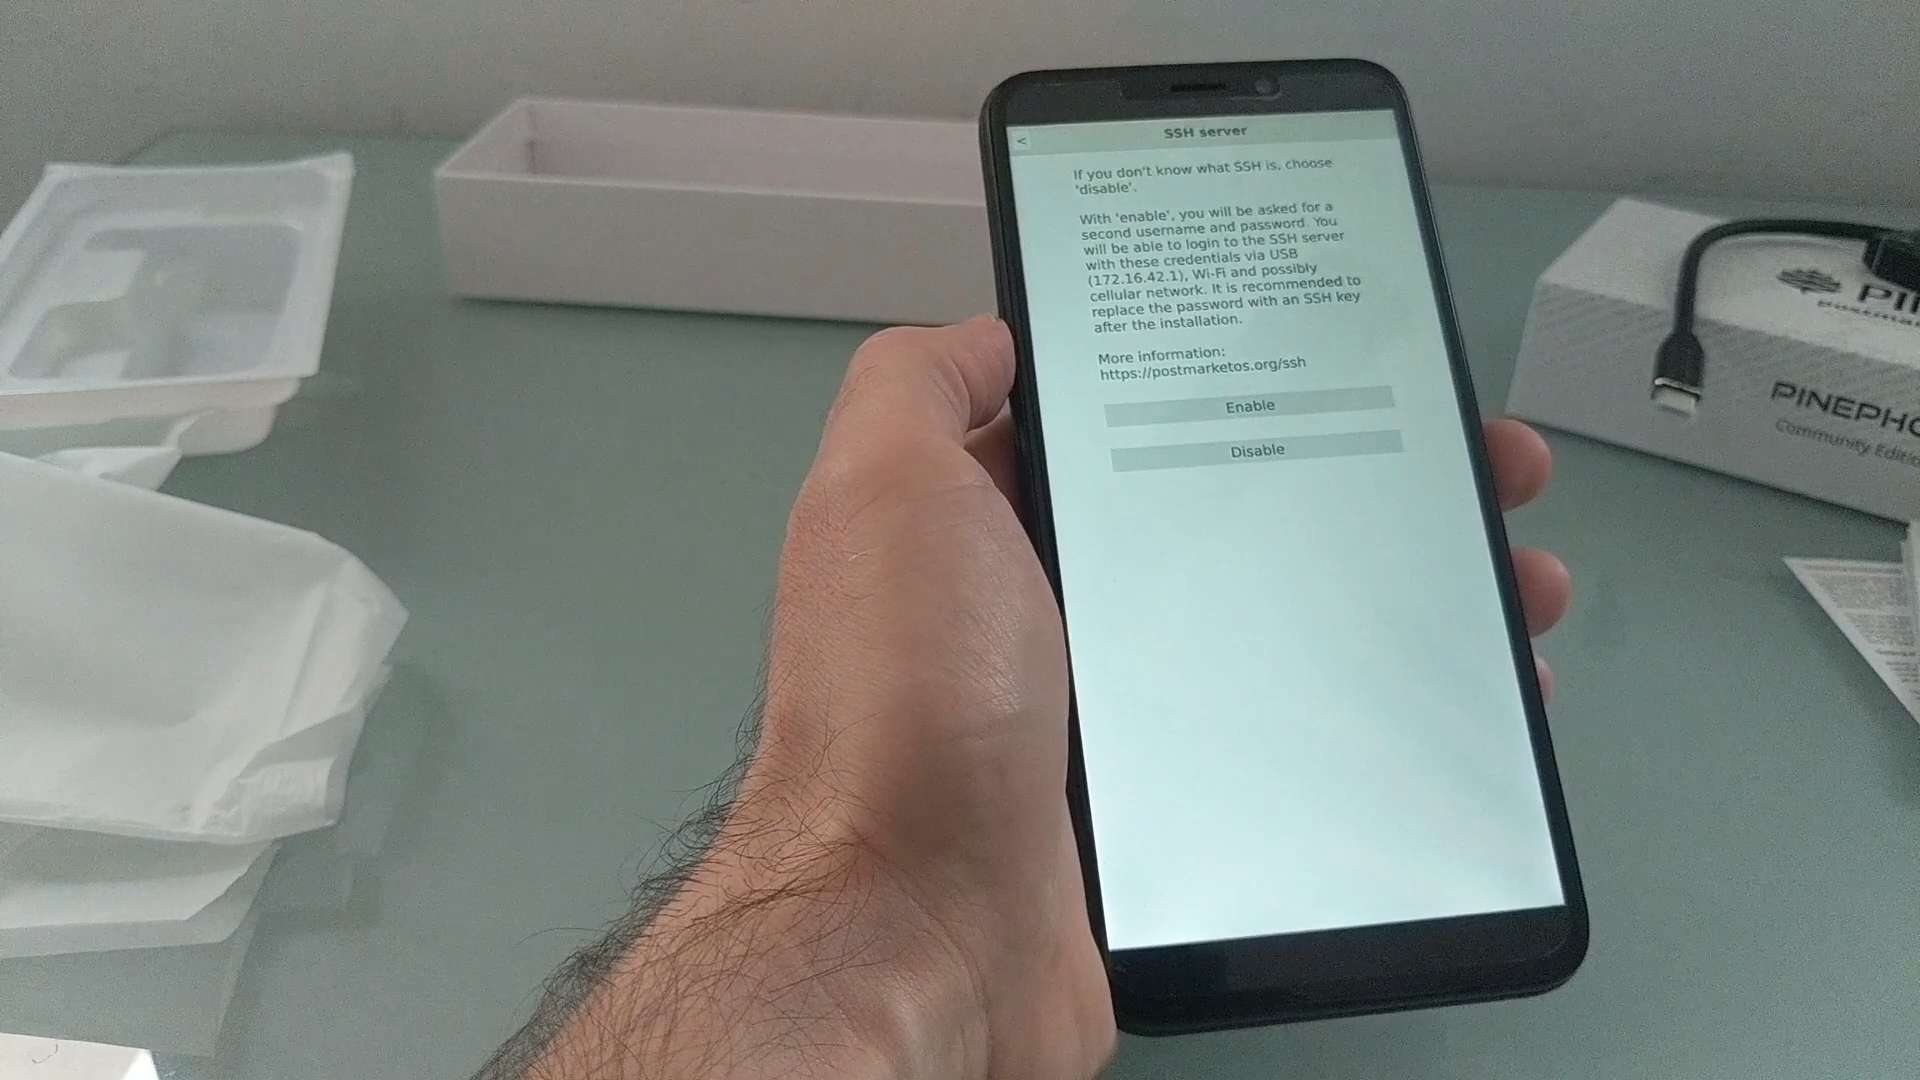 SSH server
<
If you don't know what SSH is, choose
'disable'.
With 'enable', you will be asked for a
second username and password. You
will be able to login to the SSH server
with these credentials via USB
(172.16.42.1), Wi-Fi and possibly
cellular network. It is recommended to
replace the password with an SSH key
after the installation.
More information:
https://postmarketos.org/ssh
Enable
Disable
PI
PINEPHO
Community Editio